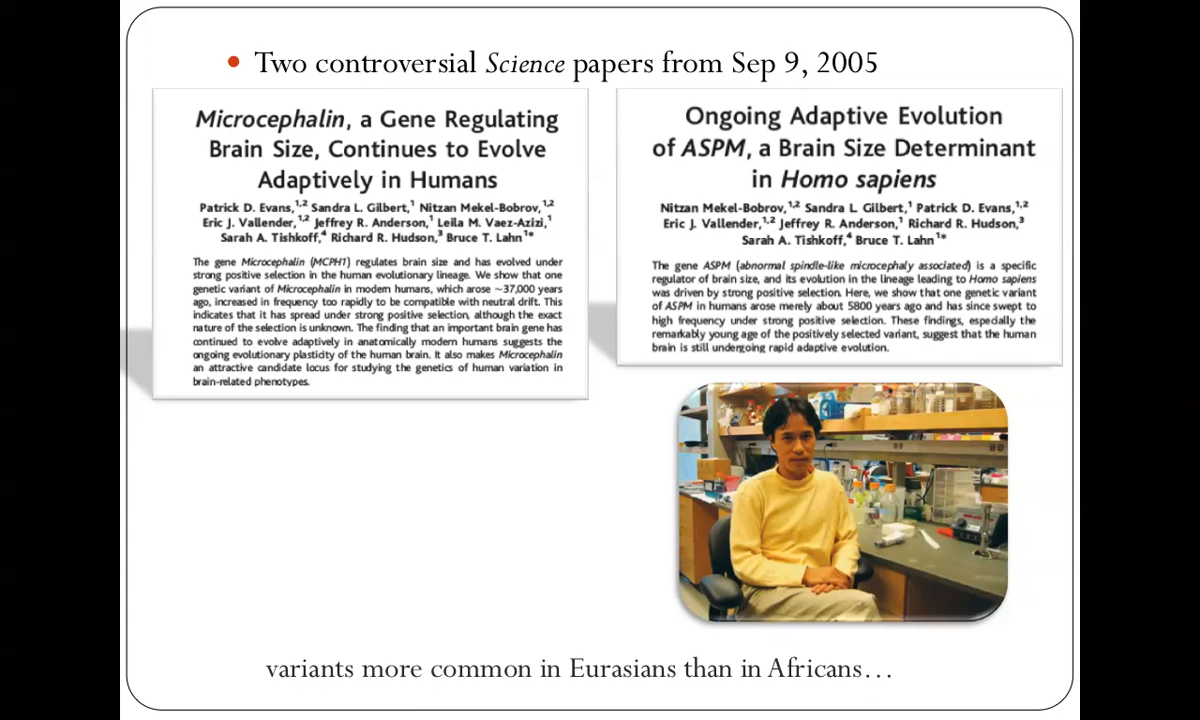 • Two controversial Science papers from Sep 9, 2005
Microcephalin, a Gene Regulating
Brain Size, Continues to Evolve
Adaptively in Humans
Patrick D. Evans,1,2 Sandra L. Gilbert,1 Nitzan Mekel-Bobrov,1,2
Eric J. Vallender,1,2 Jeffrey R. Anderson,1 Leila M. Vaez-Azizi,1
Sarah A. Tishkoff,4 Richard R. Hudson,3 Bruce T. Lahn1*
The gene Microcephalin (MCPH1) regulates brain size and has evolved under
strong positive selection in the human evolutionary lineage. We show that one
genetic variant of Microcephalin in modern humans, which arose ~37,000 years
ago, increased in frequency too rapidly to be compatible with neutral drift. This
indicates that it has spread under strong positive selection, although the exact
nature of the selection is unknown. The finding that an important brain gene has
continued to evolve adaptively in anatomically modern humans suggests the
ongoing evolutionary plasticity of the human brain. It also makes Microcephalin
an attractive candidate locus for studying the genetics of human variation in
brain-related phenotypes.
Ongoing Adaptive Evolution
of ASPM, a Brain Size Determinant
in Homo sapiens
Nitzan Mekel-Bobrov,1,2 Sandra L Gilbert,1 Patrick D. Evans,1,2
Eric J. Vallender,1,2 Jeffrey R. Anderson,1 Richard R. Hudson,3
Sarah A. Tishkoff,4 Bruce T. Lahn1*
The gene ASPM (abnormal spindle-like microcephaly associated) is a specific
regulator of brain size, and its evolution in the lineage leading to Homo sapiens
was driven by strong positive selection. Here, we show that one genetic variant
of ASPM in humans arose merely about 5800 years ago and has since swept to
high frequency under strong positive selection. These findings, especially the
remarkably young age of the positively selected variant, suggest that the human
brain is still undergoing rapid adaptive evolution.
variants more common in Eurasians than in Africans…